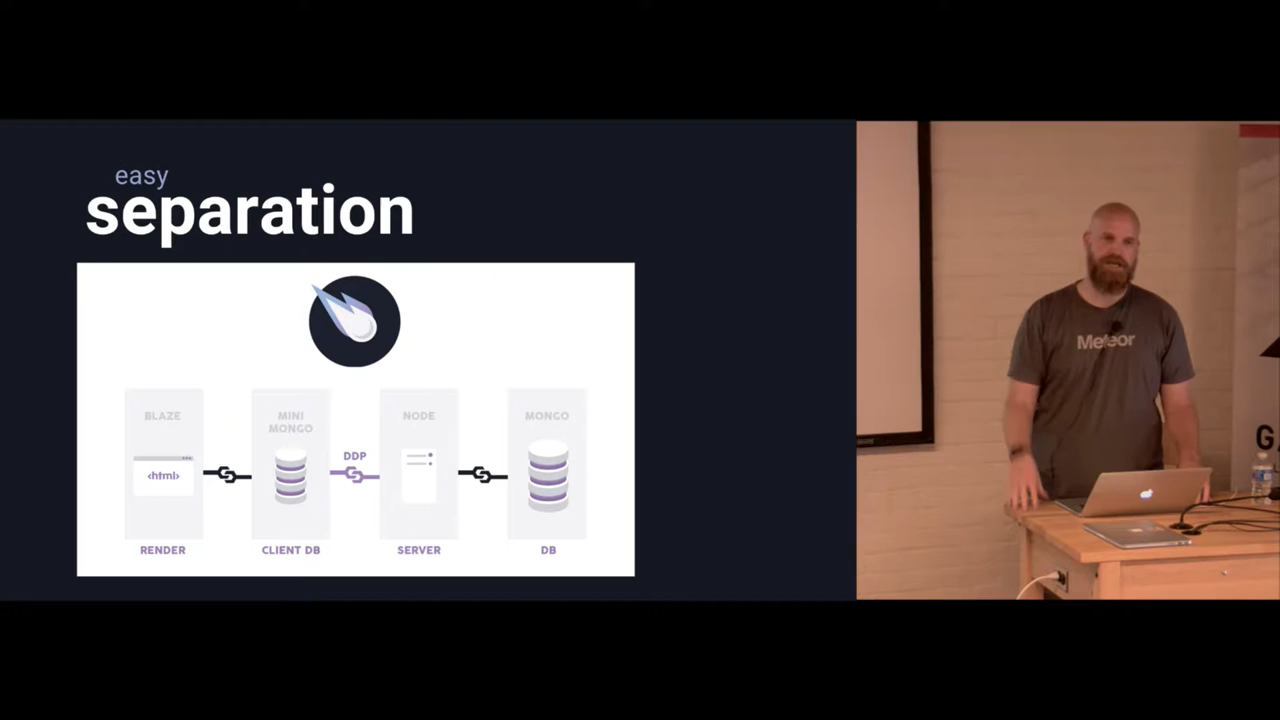 easy
separation
BLAZE
MINI
MONGO
NODE
MONGO
DDP
<html>
RENDER
CLIENT DB
SERVER
DB
Meteor
G